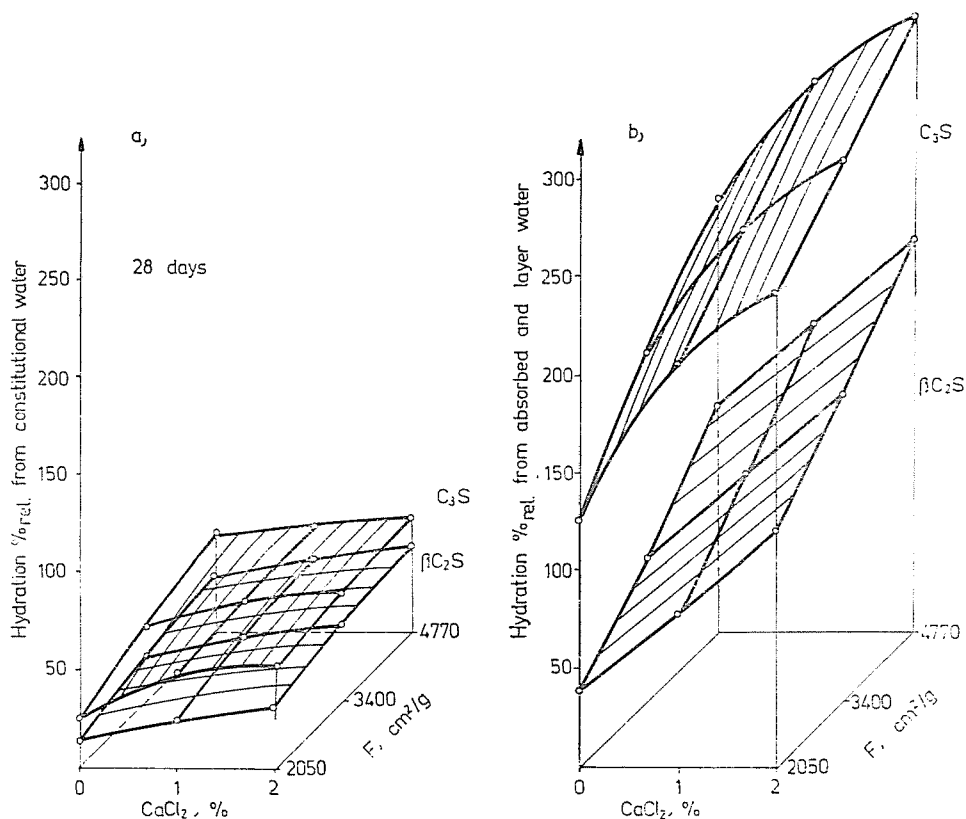 a)
Hydration %rel. from constitutional water
300
250
200
150
100
50
28 days
C₃S
βC₂S
4770
3400
2050
F, cm²/g
0
1
2
CaCl₂, %
b)
Hydration %rel. from absorbed and layer water
300
250
200
150
100
50
C₃S
βC₂S
4770
3400
2050
F, cm²/g
0
1
2
CaCl₂, %